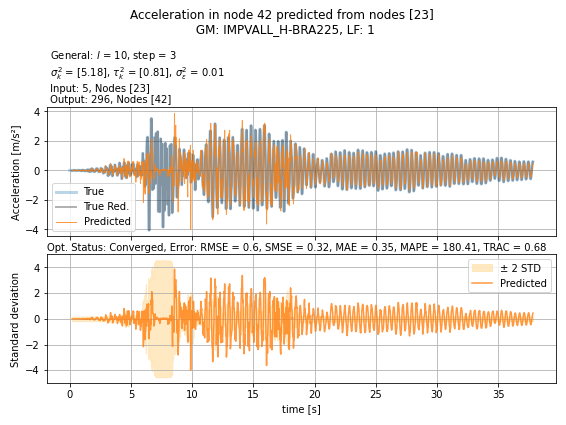 Acceleration in node 42 predicted from nodes [23]
GM: IMPVALL_H-BRA225, LF: 1
General: l = 10, step = 3
σ²ₖ = [5.18], τ²ₖ = [0.81], σ²ε = 0.01
Input: 5, Nodes [23]
Output: 296, Nodes [42]
Acceleration [m/s²]
4
2
0
−2
−4
True
True Red.
Predicted
Opt. Status: Converged, Error: RMSE = 0.6, SMSE = 0.32, MAE = 0.35, MAPE = 180.41, TRAC = 0.68
Standard deviation
4
2
0
−2
−4
± 2 STD
Predicted
0 5 10 15 20 25 30 35
time [s]